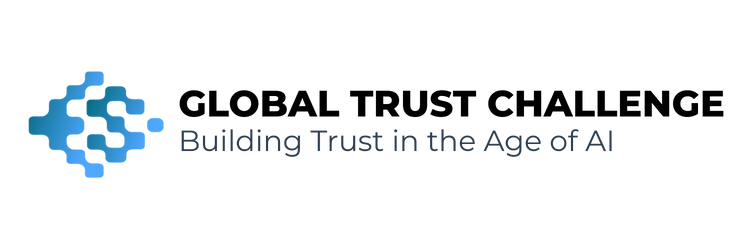 GLOBAL TRUST CHALLENGE
Building Trust in the Age of AI